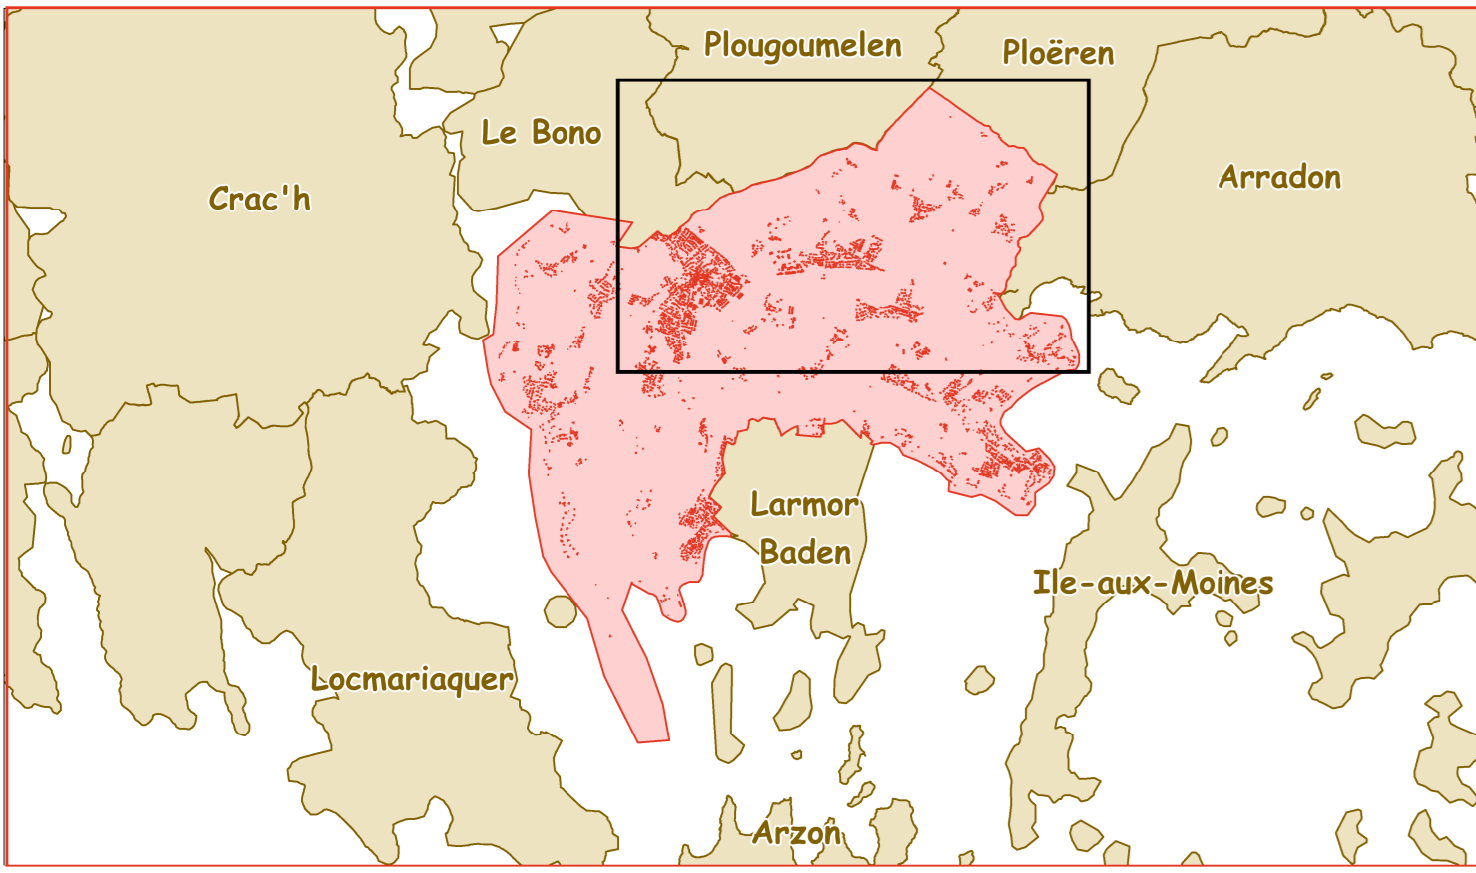 Plougoumelen
Ploëren
Le Bono
Arradon
Crac'h
Larmor
Baden
Ile-aux-Moines
Locmariaquer
Arzon